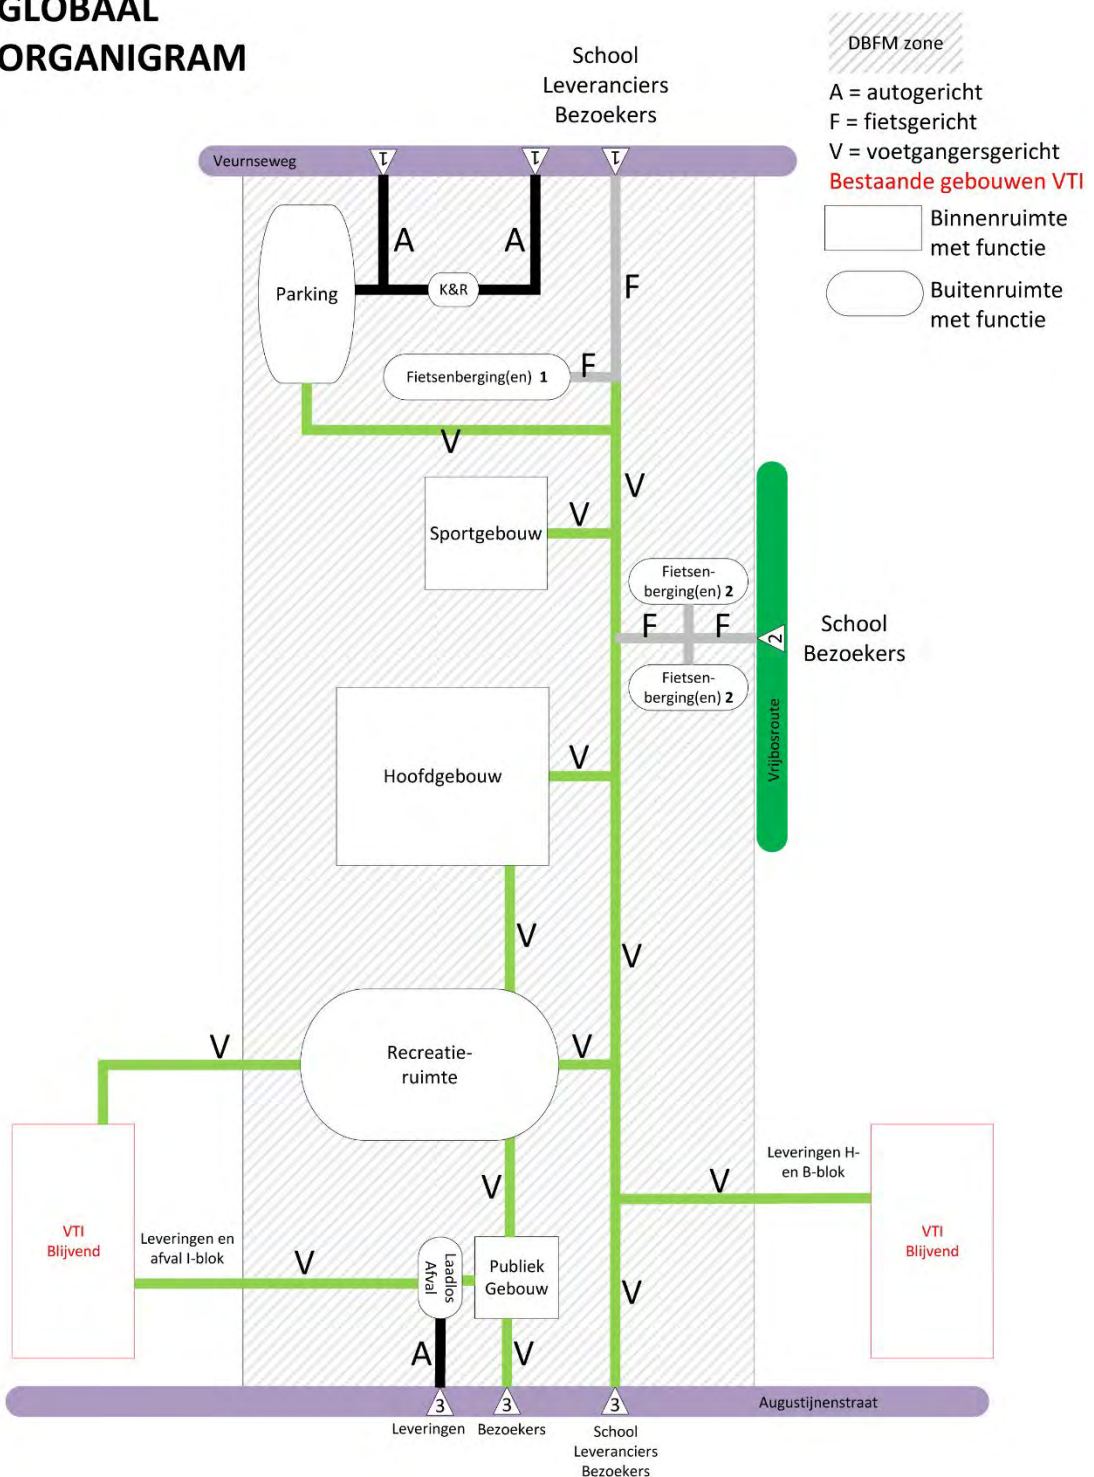 GLOBAAL
ORGANIGRAM
DBFM zone
A = autogericht
F = fietsgericht
V = voetgangersgericht
Bestaande gebouwen VTI
Binnenruimte
met functie
Buitenruimte
met functie
School
Leveranciers
Bezoekers
Veurnseweg
1
1
1
A
A
F
Parking
K&R
Fietsenberging(en) 1
F
V
V
Sportgebouw
V
Fietsen-
berging(en) 2
F
F
2
School
Bezoekers
Fietsen-
berging(en) 2
Vrijbosroute
Hoofdgebouw
V
V
V
V
Recreatie-
ruimte
V
Leveringen H-
en B-blok
V
V
VTI
Blijvend
Leveringen en
afval I-blok
V
Laadlos
Afval
Publiek
Gebouw
V
VTI
Blijvend
A
V
Augustijnenstraat
3
3
3
Leveringen
Bezoekers
School
Leveranciers
Bezoekers